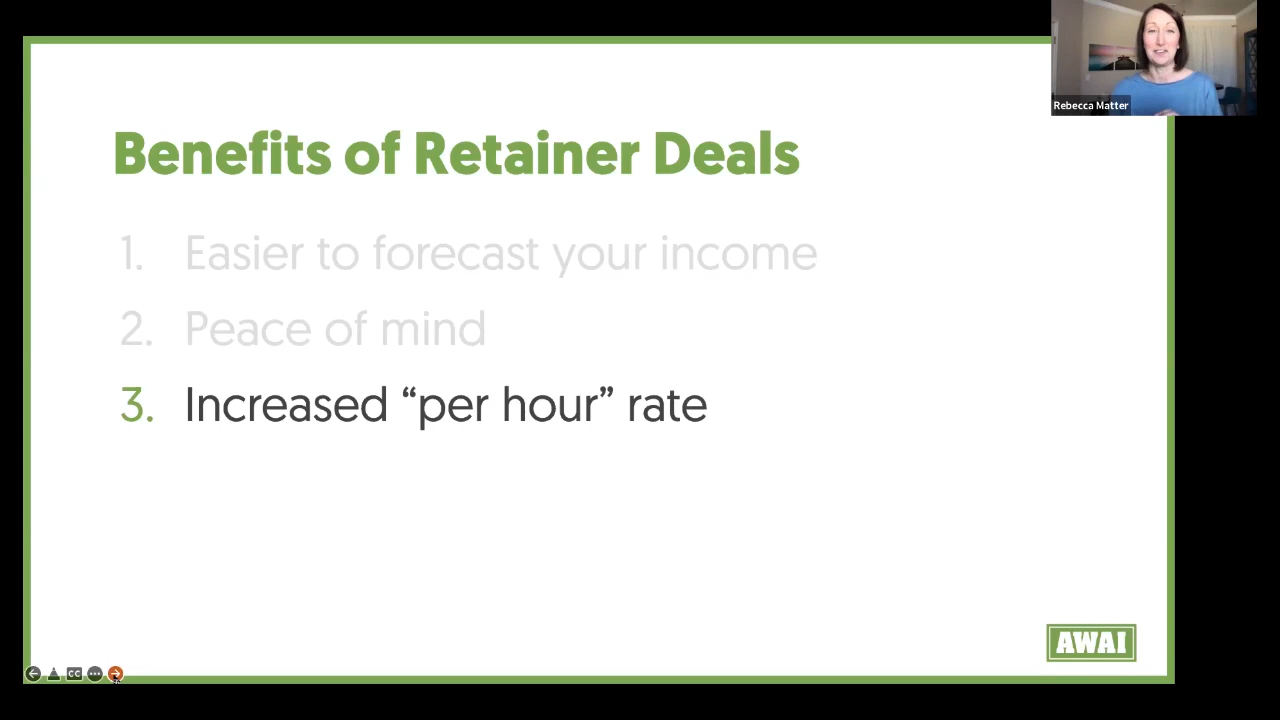 Rebecca Matter
Benefits of Retainer Deals
1. Easier to forecast your income
2. Peace of mind
3. Increased “per hour” rate
AWAI
CC